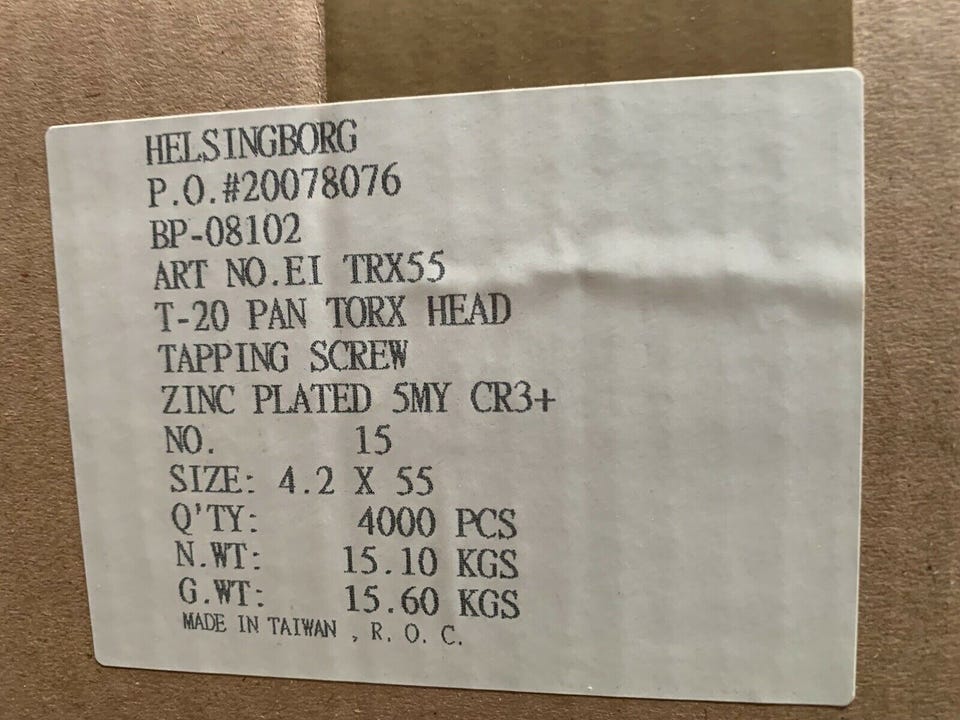 HELSINGBORG
P.O.#20078076
BP-08102
ART NO.EI TRX55
T-20 PAN TORX HEAD
TAPPING SCREW
ZINC PLATED 5MY CR3+
NO. 15
SIZE: 4.2 X 55
Q'TY: 4000 PCS
N.WT: 15.10 KGS
G.WT: 15.60 KGS
MADE IN TAIWAN , R. O. C.